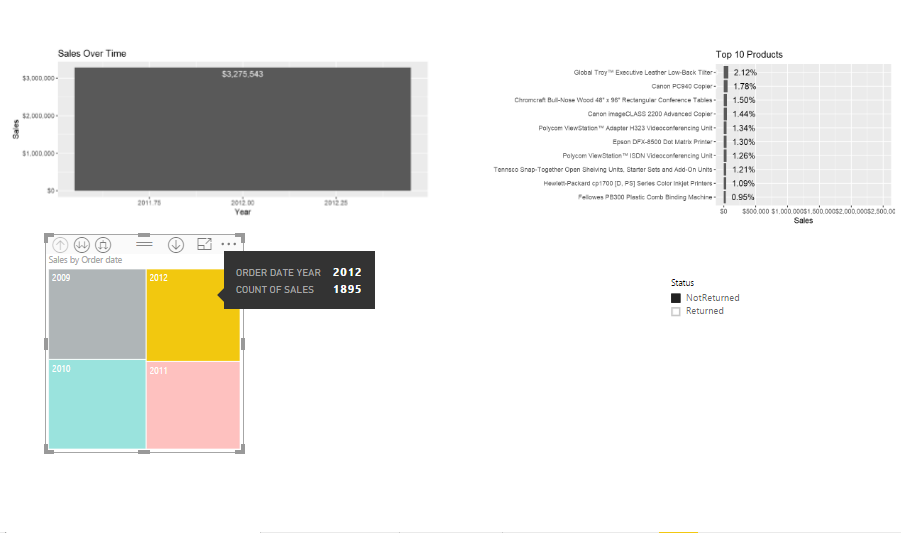 Sales Over Time
$3,275,543
$3,000,000
$2,000,000
$1,000,000
$0
Sales
2011.75
2012.00
2012.25
Year
Top 10 Products
Global Troy™ Executive Leather Low-Back Tilter
2.12%
Canon PC940 Copier
1.78%
Chromcraft Bull-Nose Wood 48" x 96" Rectangular Conference Tables
1.50%
Canon imageCLASS 2200 Advanced Copier
1.44%
Polycom ViewStation™ Adapter H323 Videoconferencing Unit
1.34%
Epson DFX-8500 Dot Matrix Printer
1.30%
Polycom ViewStation™ ISDN Videoconferencing Unit
1.26%
Tennsco Snap-Together Open Shelving Units, Starter Sets and Add-On Units
1.21%
Hewlett-Packard cp1700 [D, PS] Series Color Inkjet Printers
1.09%
Fellowes PB300 Plastic Comb Binding Machine
0.95%
$0 $500,000 $1,000,000 $1,500,000 $2,000,000 $2,500,00
Sales
Sales by Order date
2009
2012
2010
2011
ORDER DATE YEAR 2012
COUNT OF SALES 1895
Status
NotReturned
Returned